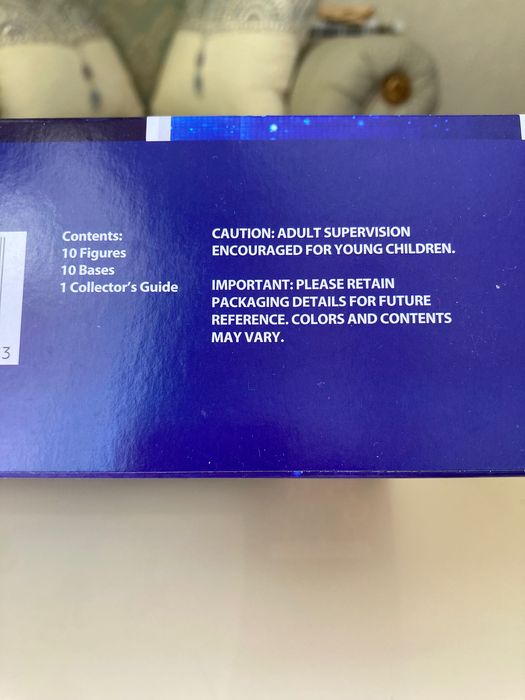 Contents:
10 Figures
10 Bases
1 Collector's Guide
3
CAUTION: ADULT SUPERVISION
ENCOURAGED FOR YOUNG CHILDREN.
IMPORTANT: PLEASE RETAIN
PACKAGING DETAILS FOR FUTURE
REFERENCE. COLORS AND CONTENTS
MAY VARY.